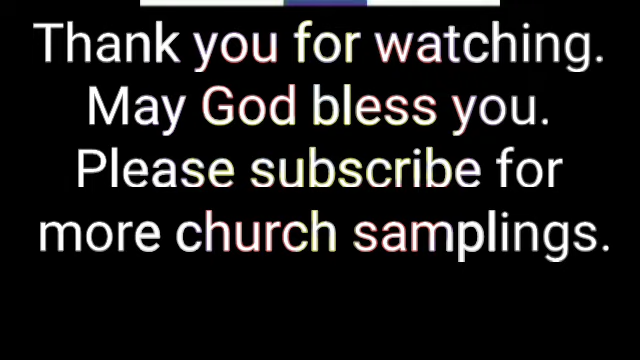 Thank you for watching.
May God bless you.
Please subscribe for
more church samplings.